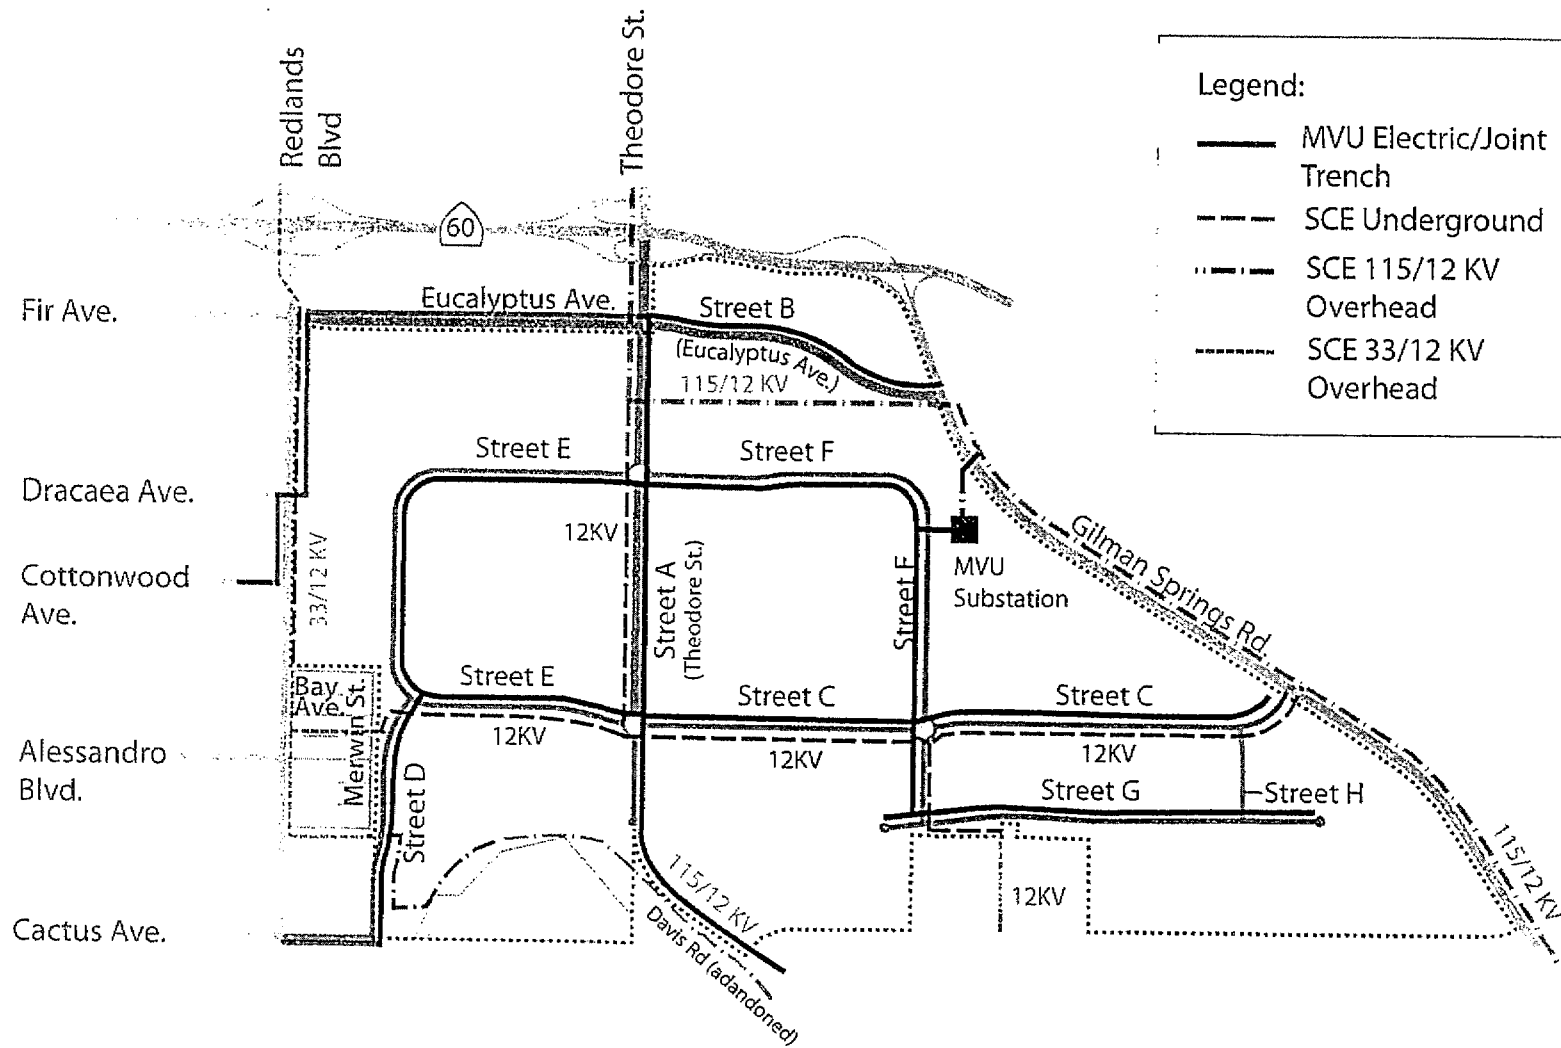 Redlands
Blvd
Theodore St.
Legend:
MVU Electric/Joint
Trench
SCE Underground
SCE 115/12 KV
Overhead
SCE 33/12 KV
Overhead
60
Fir Ave.
Eucalyptus Ave.
Street B
(Eucalyptus Ave.)
115/12 KV
Street E
Street F
Dracaea Ave.
12KV
Gilman Springs Rd.
MVU
Substation
Cottonwood
Ave.
33/12 KV
Street A
(Theodore St.)
Street F
Bay
Ave.
Merwin St.
Street E
Street C
Street C
12KV
12KV
12KV
Alessandro
Blvd.
Street D
Street G
Street H
115/12 KV
115/12 KV
12KV
Cactus Ave.
Davis Rd (adandoned)